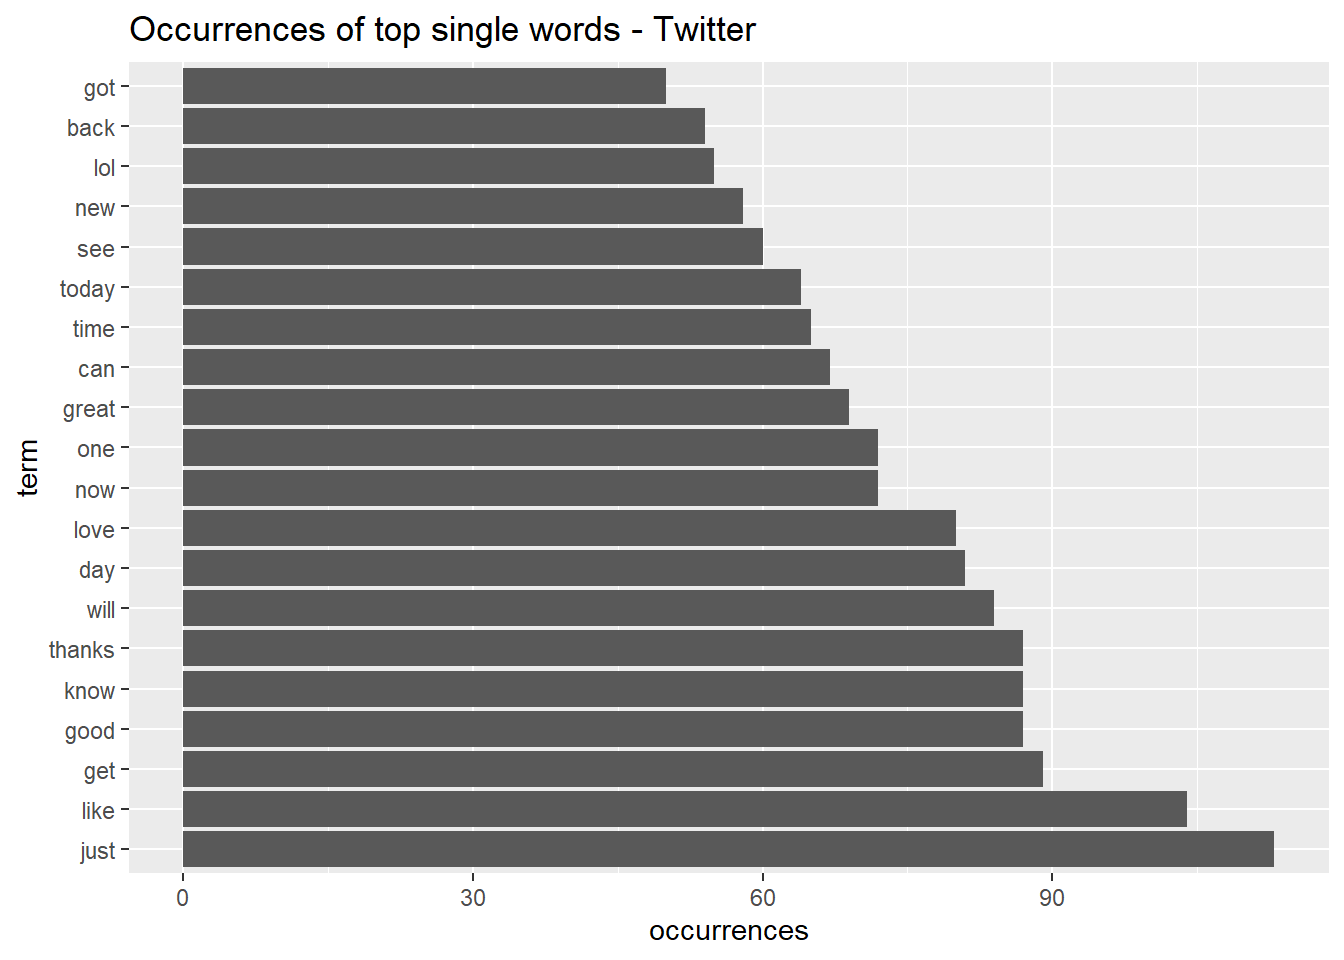 Occurrences of top single words - Twitter
term
got
back
lol
new
see
today
time
can
great
one
now
love
day
will
thanks
know
good
get
like
just
0 30 60 90
occurrences